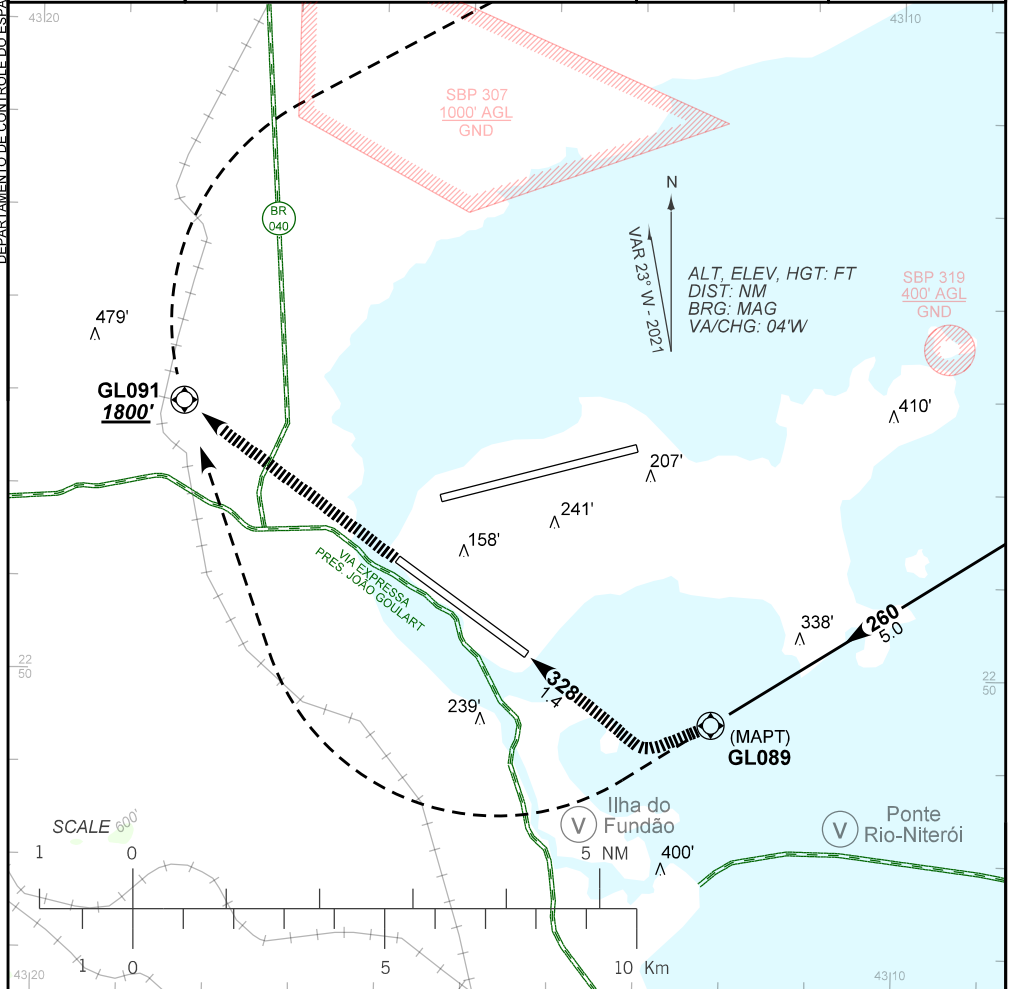 43 20
43 10
DEPARTAMENTO DE CONTROLE DO ESPA
SBP 307
1000' AGL
GND
BR
040
N
VAR 23° W - 2021
ALT, ELEV, HGT: FT
DIST: NM
BRG: MAG
VA/CHG: 04'W
SBP 319
400' AGL
GND
479'
GL091
1800'
410'
207'
241'
158'
VIA EXPRESSA
PRES. JOÃO GOULART
260
5.0
338'
22
50
22
50
328
1.4
239'
(MAPT)
GL089
V
Ilha do
Fundão
V
Ponte
Rio-Niterói
SCALE
600'
1 0 5 NM
400'
1 0 5 10 Km
43 20
43 10